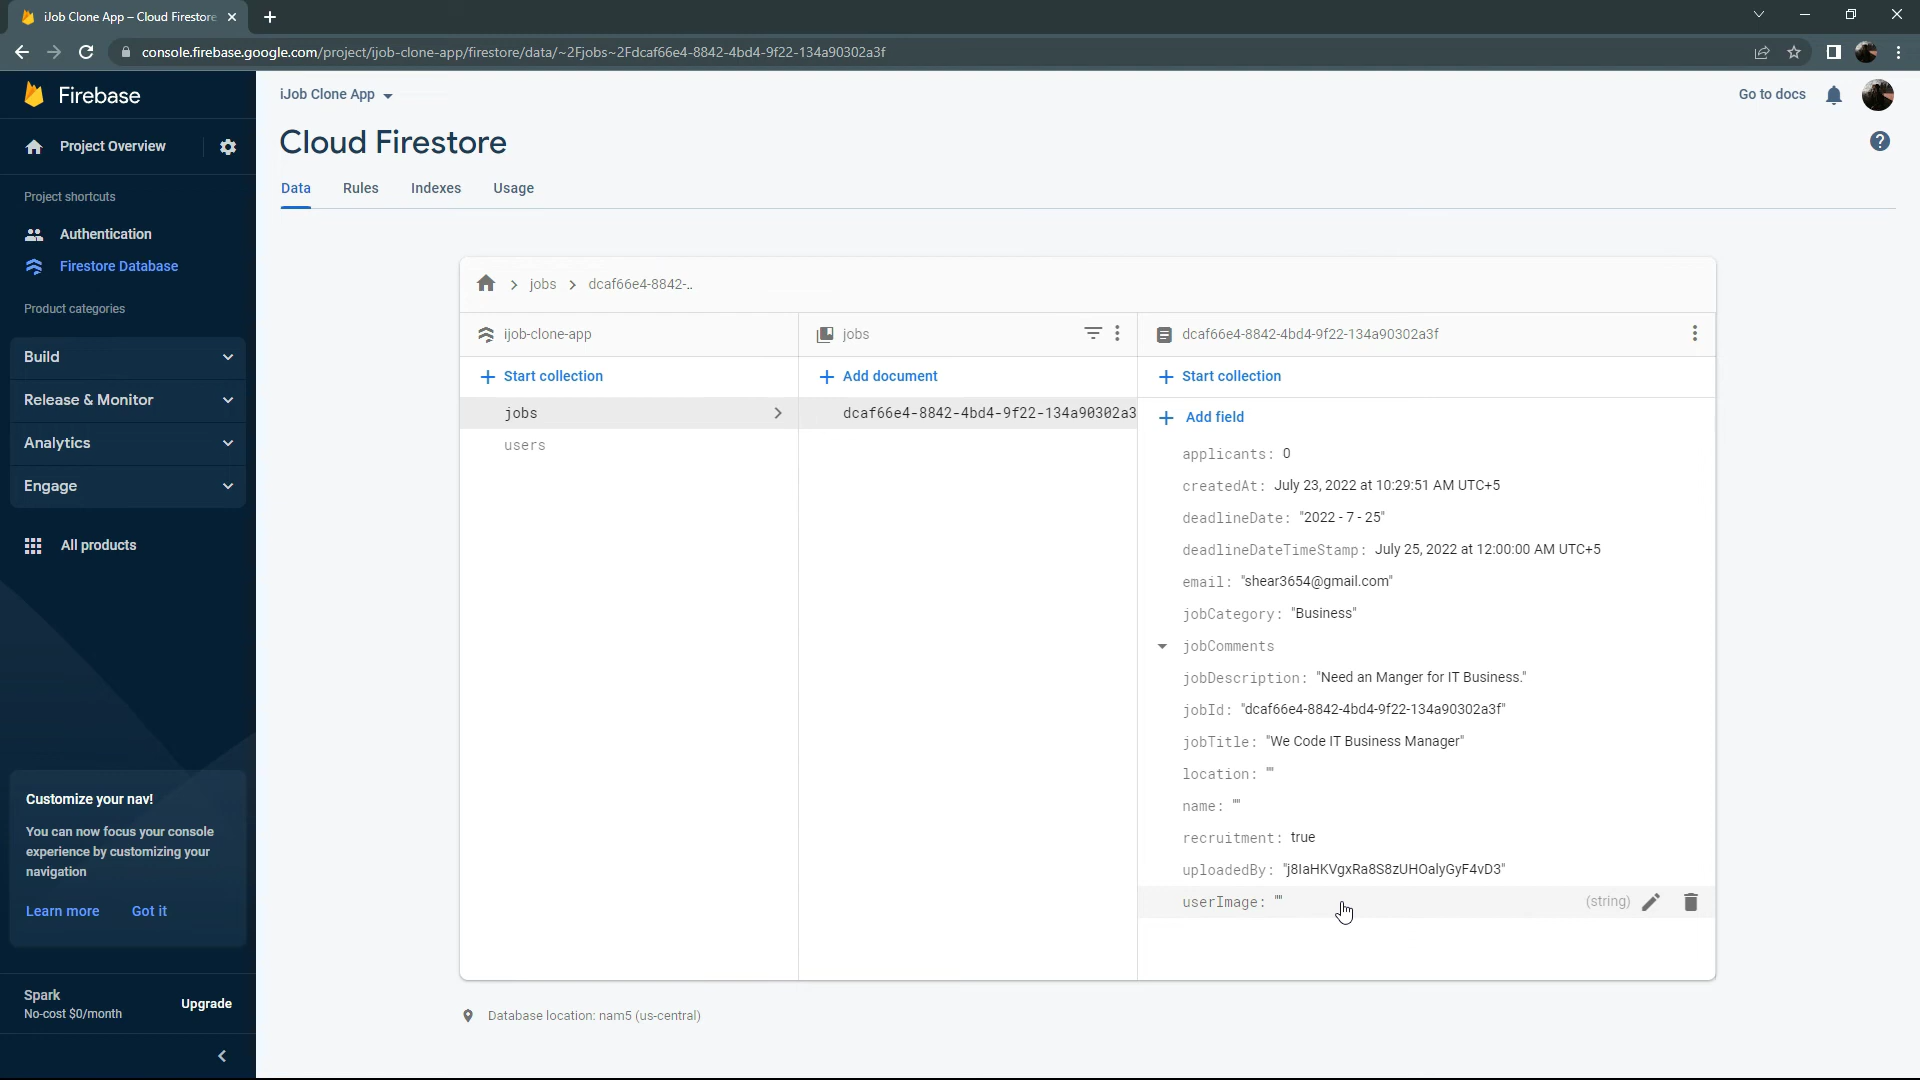 iJob Clone App – Cloud Firestore
console.firebase.google.com/project/ijob-clone-app/firestore/data/~2Fjobs~2Fdcaf66e4-8842-4bd4-9f22-134a90302a3f
Firebase
iJob Clone App
Go to docs
Project Overview
Cloud Firestore
Data Rules Indexes Usage
Project shortcuts
Authentication
Firestore Database
Product categories
Build
Release & Monitor
Analytics
Engage
All products
Customize your nav!
You can now focus your console
experience by customizing your
navigation
Learn more Got it
Spark
No-cost $0/month
Upgrade
jobs > dcaf66e4-8842-..
ijob-clone-app
+ Start collection
jobs
users
jobs
+ Add document
dcaf66e4-8842-4bd4-9f22-134a90302a3
dcaf66e4-8842-4bd4-9f22-134a90302a3f
+ Start collection
+ Add field
applicants: 0
createdAt: July 23, 2022 at 10:29:51 AM UTC+5
deadlineDate: "2022 - 7 - 25"
deadlineDateTimeStamp: July 25, 2022 at 12:00:00 AM UTC+5
email: "shear3654@gmail.com"
jobCategory: "Business"
jobComments
jobDescription: "Need an Manger for IT Business."
jobId: "dcaf66e4-8842-4bd4-9f22-134a90302a3f"
jobTitle: "We Code IT Business Manager"
location: ""
name: ""
recruitment: true
uploadedBy: "j8IaHKVgxRa8S8zUHOalyGyF4vD3"
userImage: "" (string)
Database location: nam5 (us-central)